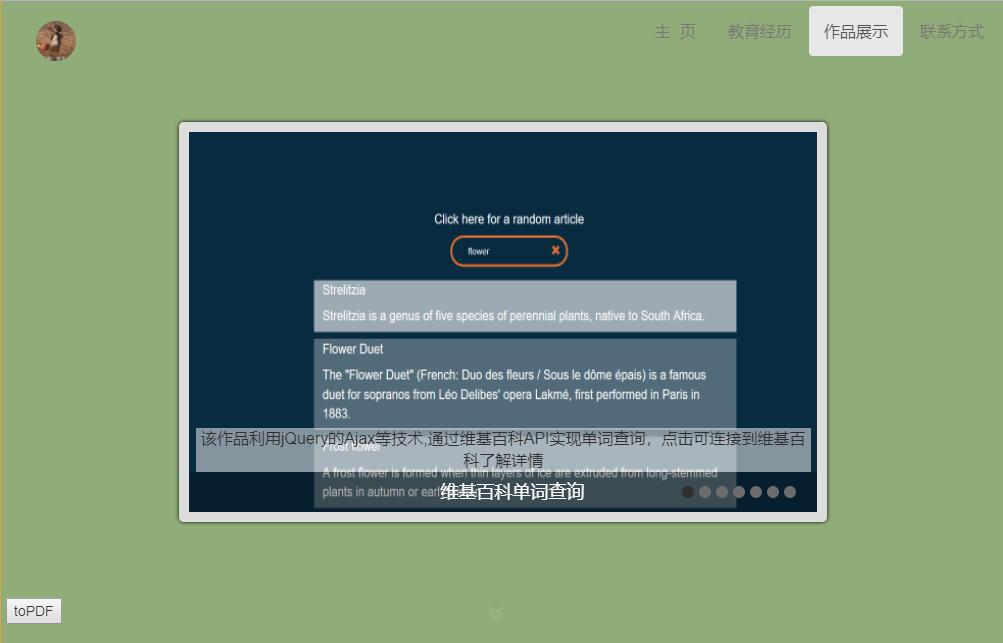 主 页 教育经历 作品展示 联系方式
Click here for a random article
flower
Strelitzia
Strelitzia is a genus of five species of perennial plants, native to South Africa.
Flower Duet
The "Flower Duet" (French: Duo des fleurs / Sous le dôme épais) is a famous
duet for sopranos from Léo Delibes' opera Lakmé, first performed in Paris in
1883.
该作品利用jQuery的Ajax等技术,通过维基百科API实现单词查询，点击可连接到维基百
科了解详情
Frost flower
A frost flower is formed when thin layers of ice are extruded from long-stemmed
plants in autumn or early
维基百科单词查询
toPDF